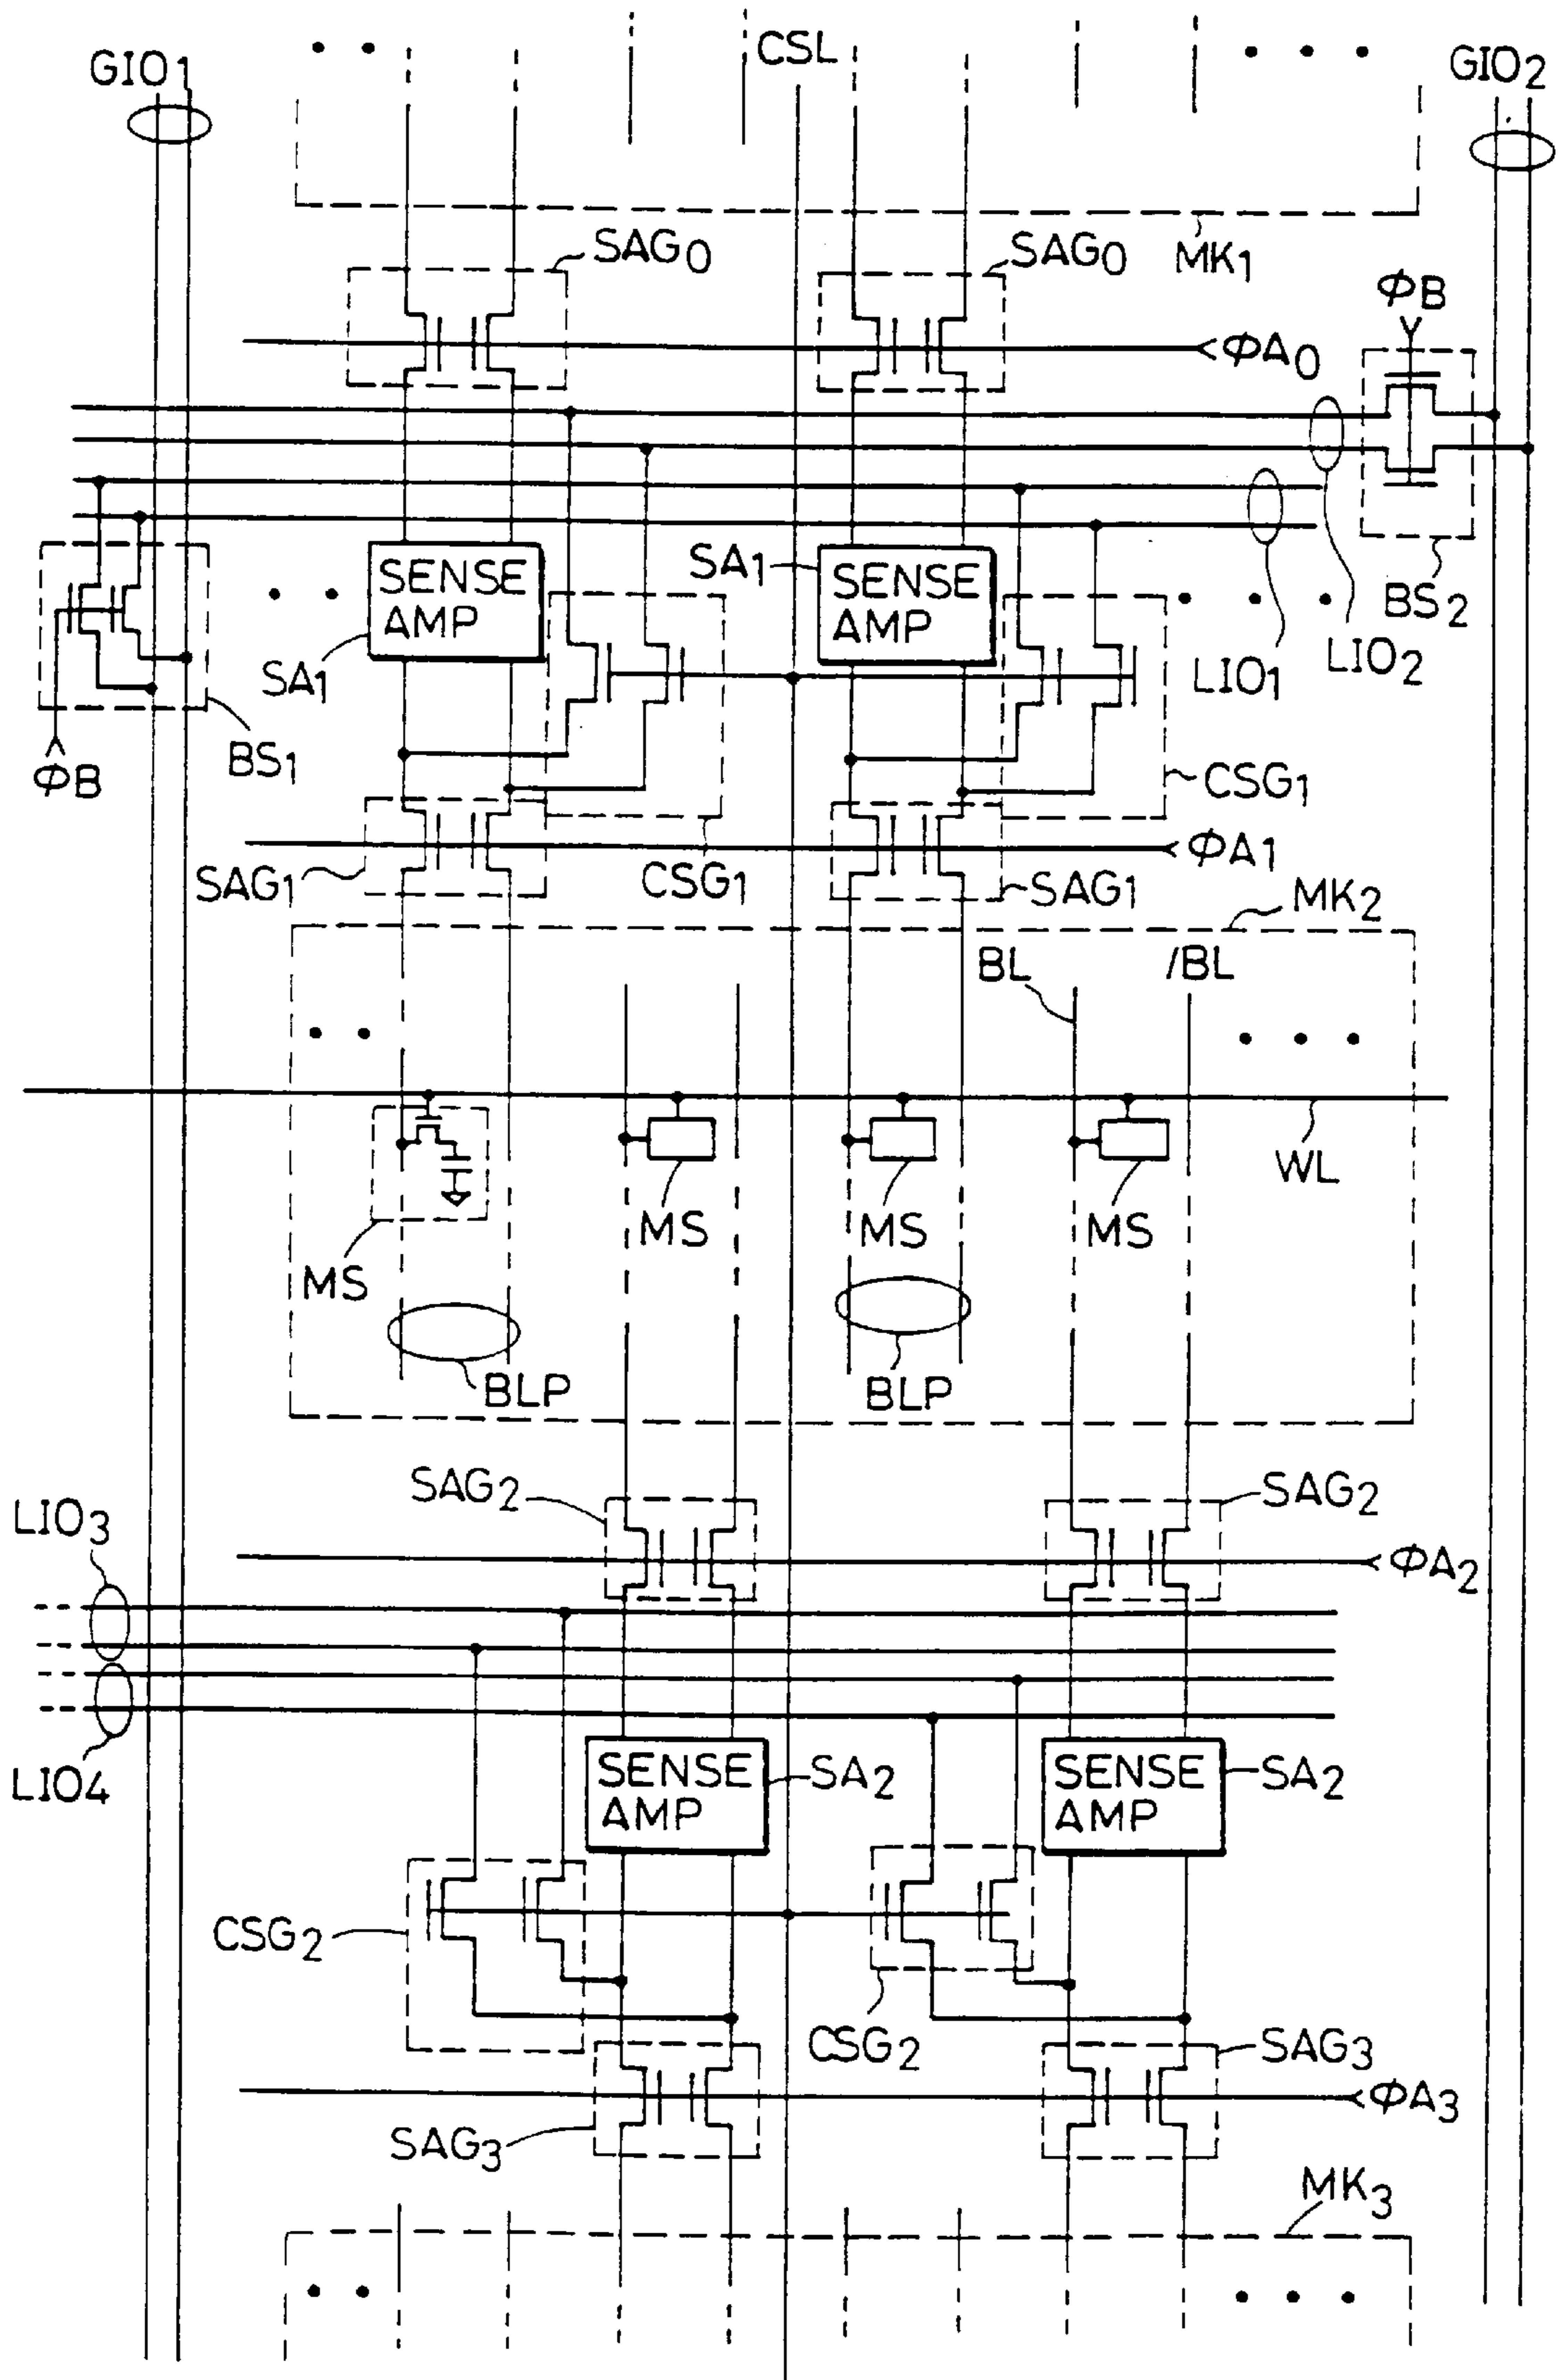 GIO1
CSL
GIO2
SAG0
SAG0
MK1
ΦB
ΦA0
SENSE
AMP
SA1
SENSE
AMP
BS2
SA1
LIO1
LIO2
BS1
ΦB
CSG1
SAG1
CSG1
ΦA1
SAG1
MK2
BL
/BL
MS
MS
MS
WL
MS
BLP
BLP
SAG2
SAG2
LIO3
ΦA2
LIO4
SENSE
AMP
SA2
SENSE
AMP
SA2
CSG2
CSG2
SAG3
SAG3
ΦA3
MK3